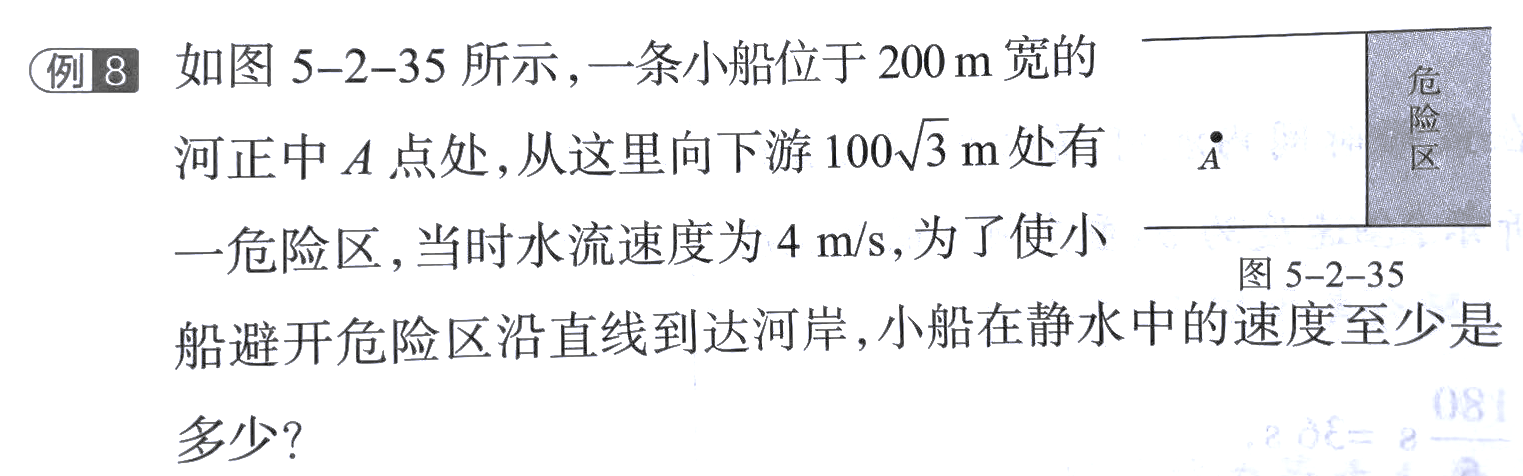 例8 如图 5-2-35 所示,一条小船位于 200 m 宽的
河正中 A 点处,从这里向下游 100√3 m 处有
一危险区,当时水流速度为 4 m/s,为了使小
船避开危险区沿直线到达河岸,小船在静水中的速度至少是
多少?
危
险
区
A
图 5-2-35